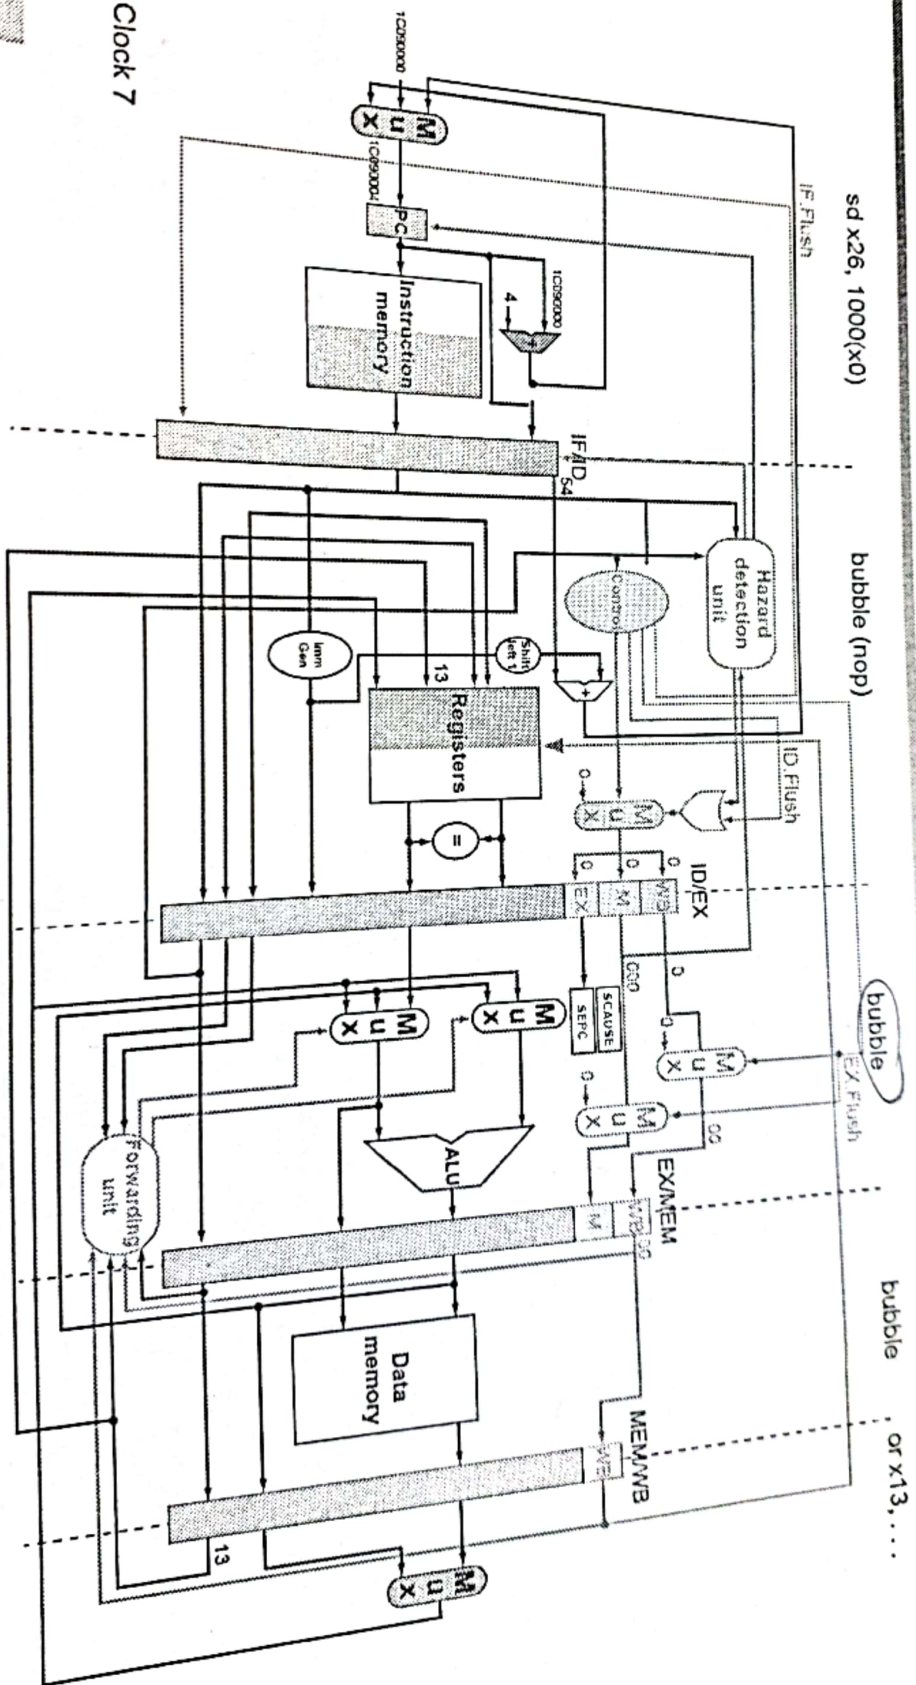 sd x26, 1000(x0)
bubble (nop)
bubble
bubble
or x13, . . .
IF.Flush
ID.Flush
EX.Flush
Hazard
detection
unit
Control
IF/ID
ID/EX
EX/MEM
MEM/WB
54
0
0
0
0
0
0
0
000
00
WB
M
EX
WB
M
WB
M
u
x
M
u
x
M
u
x
SCAUSE
SEPC
1C090000
4
+
Shift
left 1
+
1C090000
M
u
x
1C090004
PC
Instruction
memory
Registers
13
=
M
u
x
M
u
x
ALU
Data
memory
M
u
x
Imm
Gen
Forwarding
unit
13
Clock 7